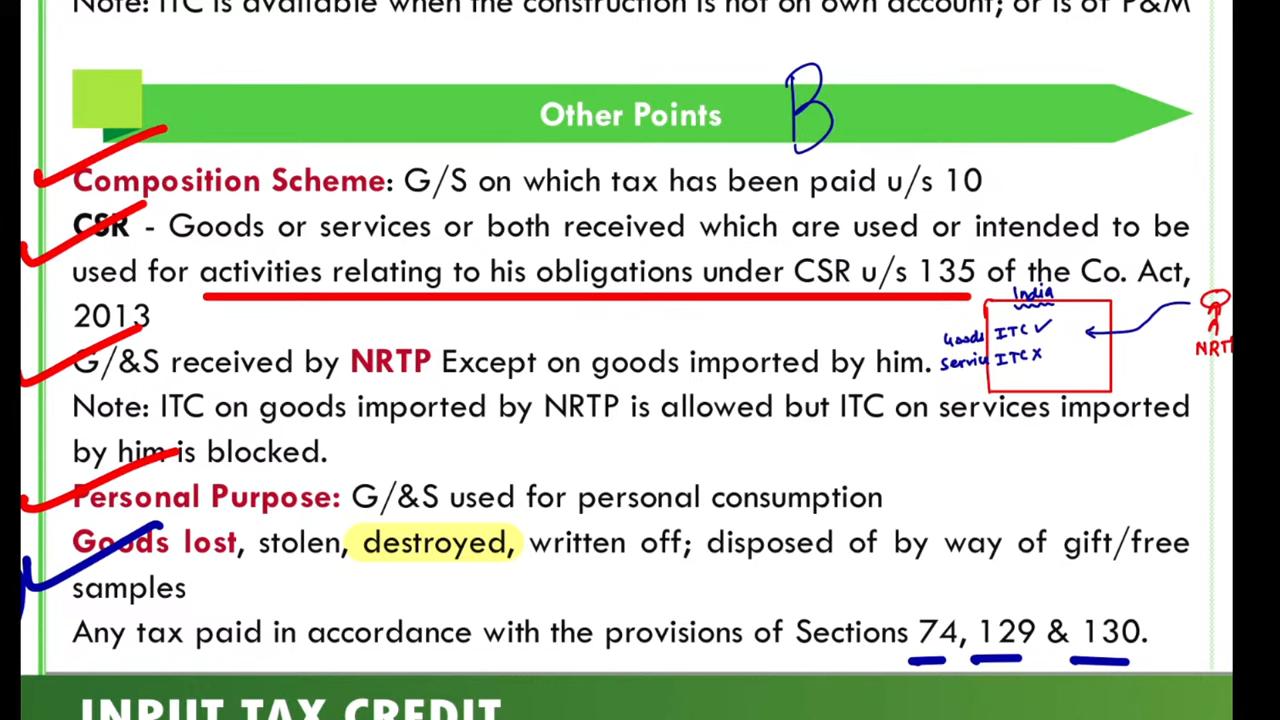 Note: ITC is available when the construction is not on own account; or is of P&M
Other Points B
Composition Scheme: G/S on which tax has been paid u/s 10
CSR - Goods or services or both received which are used or intended to be
used for activities relating to his obligations under CSR u/s 135 of the Co. Act,
2013
India
Goods ITC ✓
Service ITC x
NRTP
G/&S received by NRTP Except on goods imported by him.
Note: ITC on goods imported by NRTP is allowed but ITC on services imported
by him is blocked.
Personal Purpose: G/&S used for personal consumption
Goods lost, stolen, destroyed, written off; disposed of by way of gift/free
samples
Any tax paid in accordance with the provisions of Sections 74, 129 & 130.
INPUT TAX CREDIT